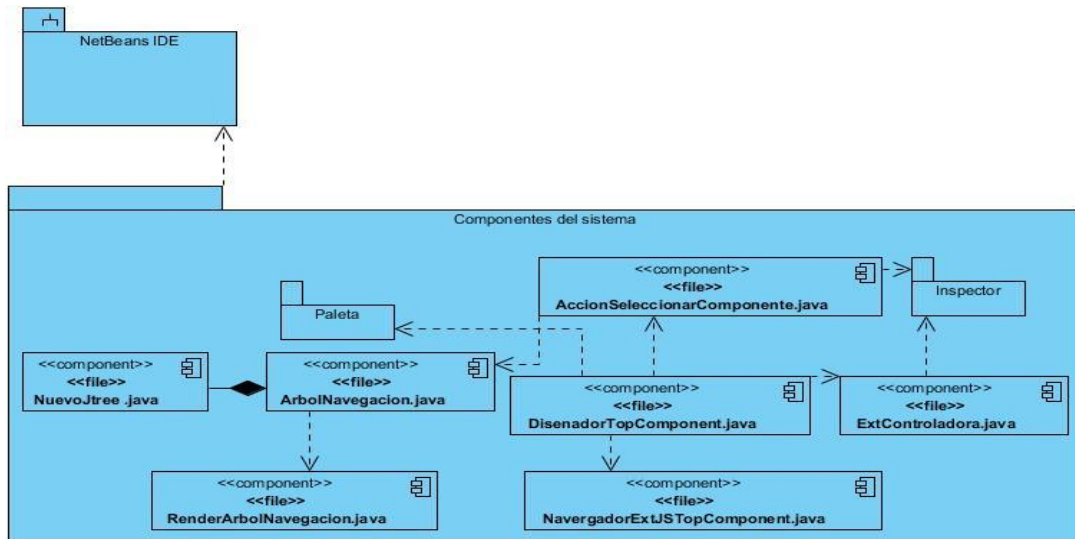 NetBeans IDE
Componentes del sistema
<<component>>
<<file>>
AccionSeleccionarComponente.java
Inspector
Paleta
<<component>>
<<file>>
NuevoJtree .java
<<component>>
<<file>>
ArbolNavegacion.java
<<component>>
<<file>>
DisenadorTopComponent.java
<<component>>
<<file>>
ExtControladora.java
<<component>>
<<file>>
RenderArbolNavegacion.java
<<component>>
<<file>>
NavergadorExtJSTopComponent.java